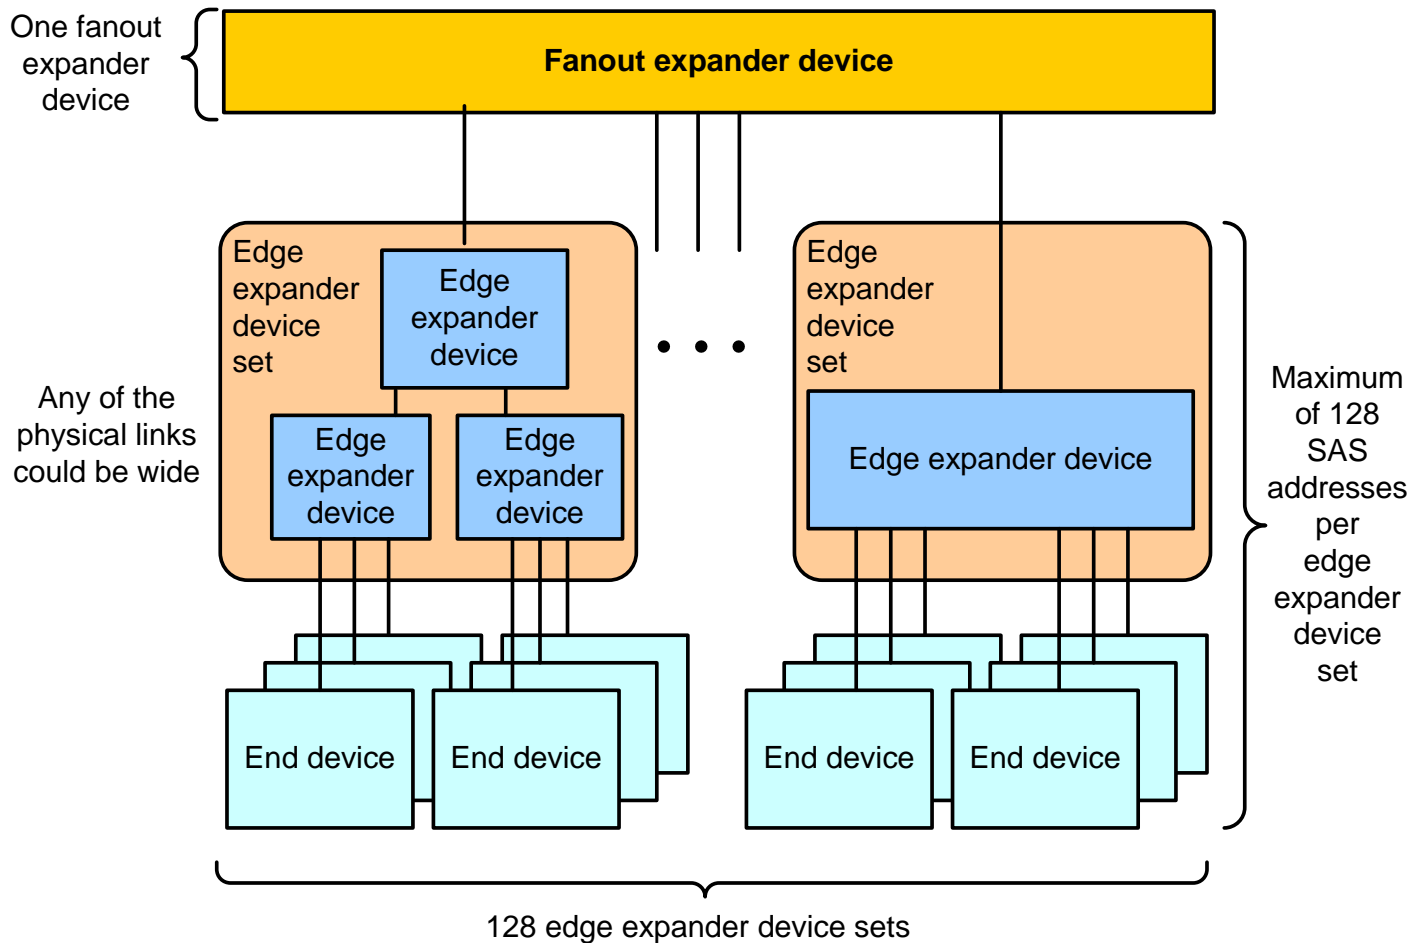 One fanout
expander
device
Fanout expander device
Edge
expander
device
set
Edge
expander
device
Edge
expander
device
Edge
expander
device
Edge
expander
device
set
Edge expander device
Any of the
physical links
could be wide
Maximum
of 128
SAS
addresses
per
edge
expander
device
set
End device
End device
End device
End device
128 edge expander device sets